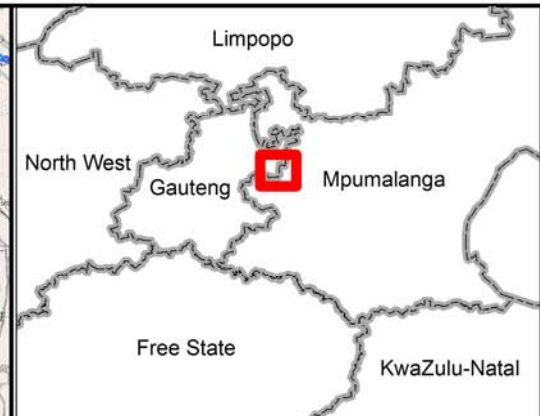 Limpopo
North West
Gauteng
Mpumalanga
Free State
KwaZulu-Natal